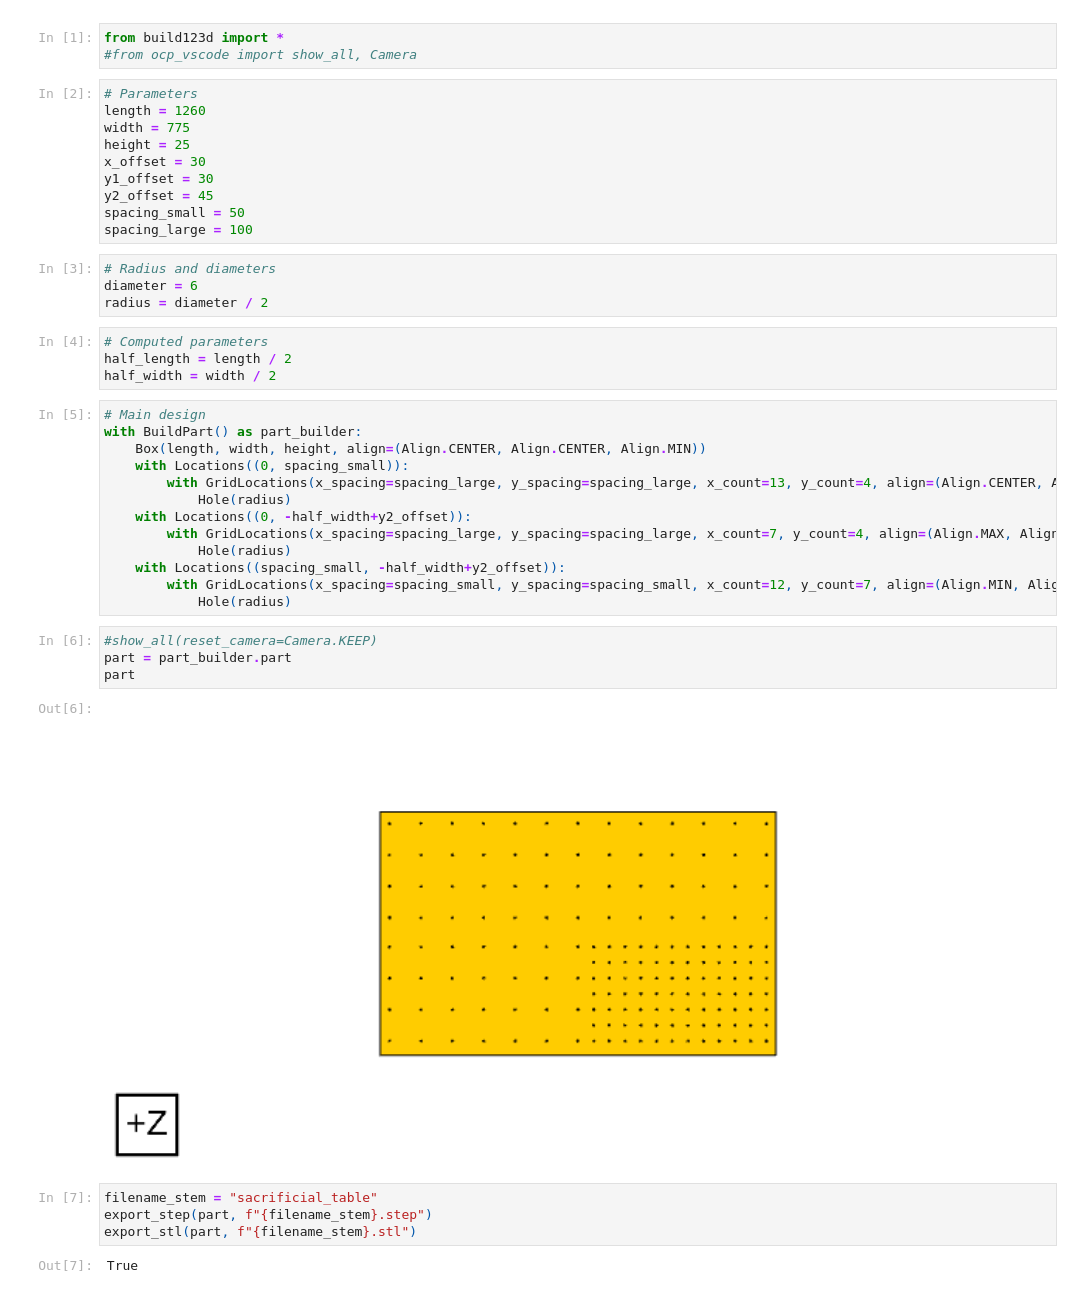 In [1]:
from build123d import *
#from ocp_vscode import show_all, Camera
In [2]:
# Parameters
length = 1260
width = 775
height = 25
x_offset = 30
y1_offset = 30
y2_offset = 45
spacing_small = 50
spacing_large = 100
In [3]:
# Radius and diameters
diameter = 6
radius = diameter / 2
In [4]:
# Computed parameters
half_length = length / 2
half_width = width / 2
In [5]:
# Main design
with BuildPart() as part_builder:
    Box(length, width, height, align=(Align.CENTER, Align.CENTER, Align.MIN))
    with Locations((0, spacing_small)):
        with GridLocations(x_spacing=spacing_large, y_spacing=spacing_large, x_count=13, y_count=4, align=(Align.CENTER, A
            Hole(radius)
    with Locations((0, -half_width+y2_offset)):
        with GridLocations(x_spacing=spacing_large, y_spacing=spacing_large, x_count=7, y_count=4, align=(Align.MAX, Align
            Hole(radius)
    with Locations((spacing_small, -half_width+y2_offset)):
        with GridLocations(x_spacing=spacing_small, y_spacing=spacing_small, x_count=12, y_count=7, align=(Align.MIN, Alig
            Hole(radius)
In [6]:
#show_all(reset_camera=Camera.KEEP)
part = part_builder.part
part
Out[6]:
+Z
In [7]:
filename_stem = "sacrificial_table"
export_step(part, f"{filename_stem}.step")
export_stl(part, f"{filename_stem}.stl")
Out[7]:
True